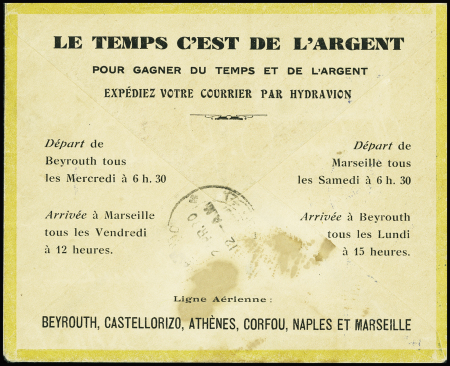 LE TEMPS C'EST DE L'ARGENT
POUR GAGNER DU TEMPS ET DE L'ARGENT
EXPÉDIEZ VOTRE COURRIER PAR HYDRAVION
Départ de
Beyrouth tous
les Mercredi à 6 h. 30
Départ de
Marseille tous
les Samedi à 6 h. 30
Arrivée à Marseille
tous les Vendredi
à 12 heures.
Arrivée à Beyrouth
tous les Lundi
à 15 heures.
12-AM
Ligne Aérienne :
BEYROUTH, CASTELLORIZO, ATHÈNES, CORFOU, NAPLES ET MARSEILLE